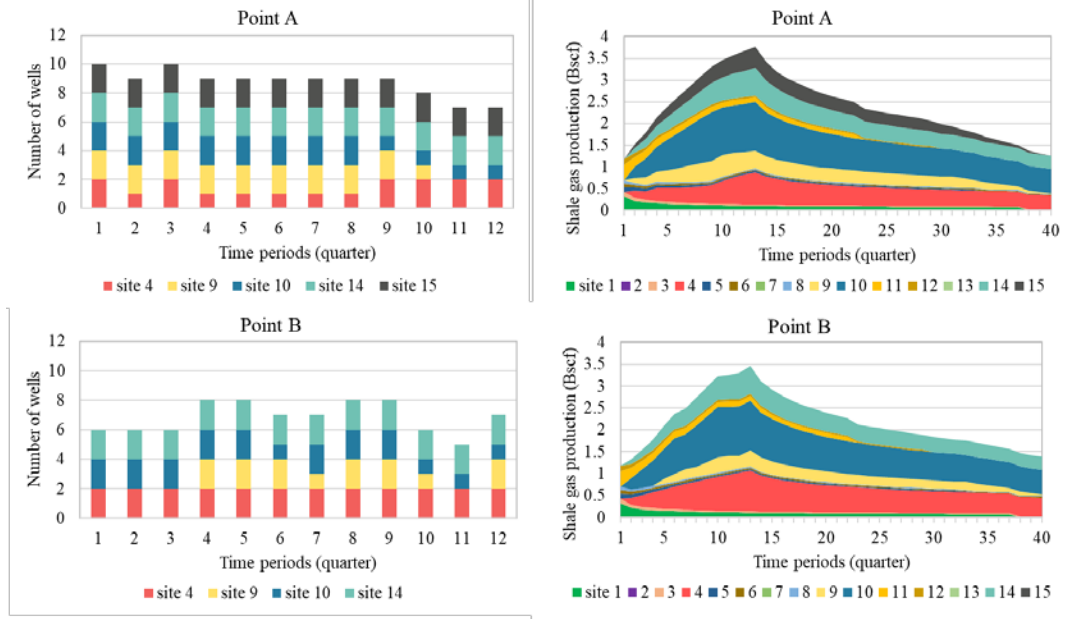 Point A
Number of wells
12
10
8
6
4
2
0
1 2 3 4 5 6 7 8 9 10 11 12
Time periods (quarter)
site 4 site 9 site 10 site 14 site 15
Point A
Shale gas production (Bscf)
4
3.5
3
2.5
2
1.5
1
0.5
0
1 5 10 15 20 25 30 35 40
Time periods (quarter)
site 1 2 3 4 5 6 7 8 9 10 11 12 13 14 15
Point B
Number of wells
12
10
8
6
4
2
0
1 2 3 4 5 6 7 8 9 10 11 12
Time periods (quarter)
site 4 site 9 site 10 site 14
Point B
Shale gas production (Bscf)
4
3.5
3
2.5
2
1.5
1
0.5
0
1 5 10 15 20 25 30 35 40
Time periods (quarter)
site 1 2 3 4 5 6 7 8 9 10 11 12 13 14 15